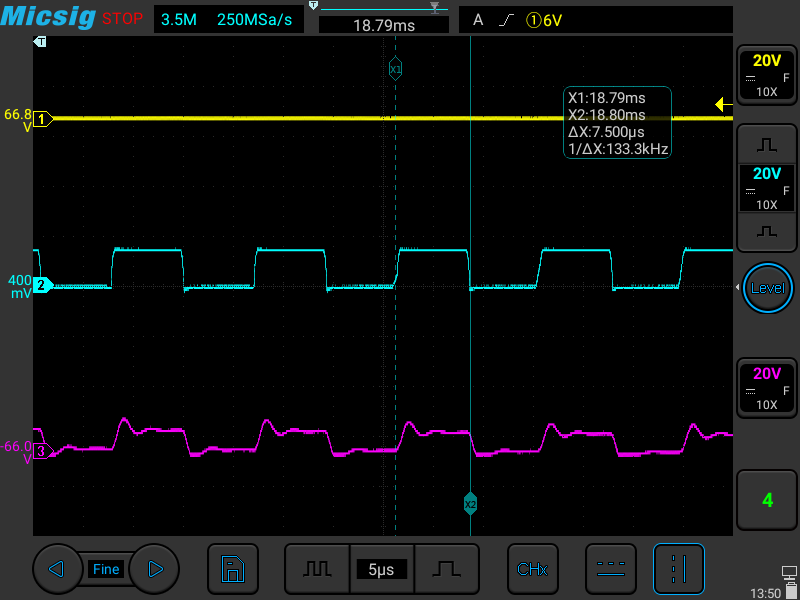 Micsig STOP 3.5M 250MSa/s T 18.79ms A ①6V
T
X1
X1:18.79ms
X2:18.80ms
ΔX:7.500µs
1/ΔX:133.3kHz
66.8
V
1
400
mV
2
-66.0
V
3
X2
20V
F
10X
20V
F
10X
Level
20V
F
10X
4
Fine
5µs
CHx
13:50